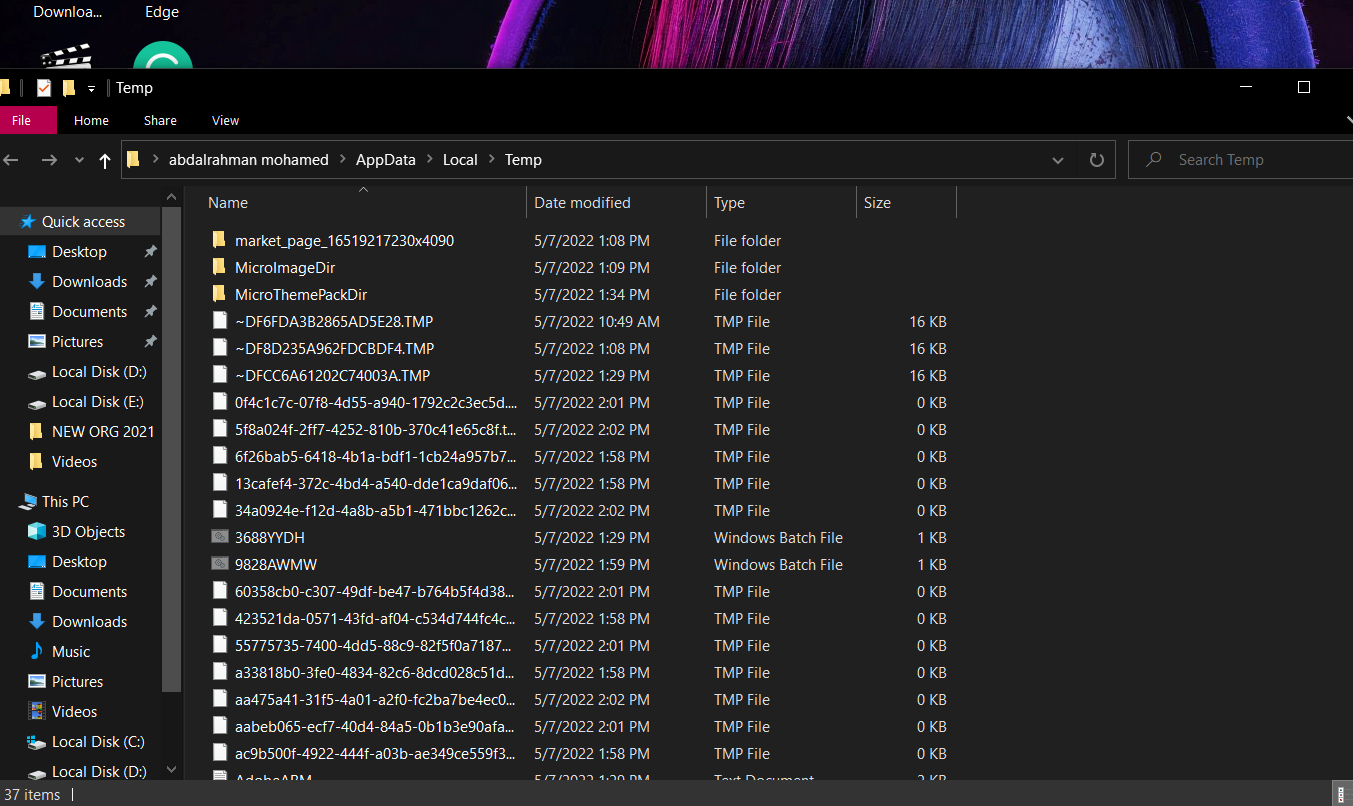 Downloa... Edge
Temp
File Home Share View
abdalrahman mohamed AppData Local Temp Search Temp
Name Date modified Type Size
Quick access
Desktop
Downloads
Documents
Pictures
Local Disk (D:)
Local Disk (E:)
NEW ORG 2021
Videos
This PC
3D Objects
Desktop
Documents
Downloads
Music
Pictures
Videos
Local Disk (C:)
Local Disk (D:)
market_page_16519217230x4090 5/7/2022 1:08 PM File folder
MicroImageDir 5/7/2022 1:09 PM File folder
MicroThemePackDir 5/7/2022 1:34 PM File folder
~DF6FDA3B2865AD5E28.TMP 5/7/2022 10:49 AM TMP File 16 KB
~DF8D235A962FDCBDF4.TMP 5/7/2022 1:08 PM TMP File 16 KB
~DFCC6A61202C74003A.TMP 5/7/2022 1:29 PM TMP File 16 KB
0f4c1c7c-07f8-4d55-a940-1792c2c3ec5d.... 5/7/2022 2:01 PM TMP File 0 KB
5f8a024f-2ff7-4252-810b-370c41e65c8f.t... 5/7/2022 2:02 PM TMP File 0 KB
6f26bab5-6418-4b1a-bdf1-1cb24a957b7... 5/7/2022 1:58 PM TMP File 0 KB
13cafef4-372c-4bd4-a540-dde1ca9daf06... 5/7/2022 1:58 PM TMP File 0 KB
34a0924e-f12d-4a8b-a5b1-471bbc1262c... 5/7/2022 2:02 PM TMP File 0 KB
3688YYDH 5/7/2022 1:29 PM Windows Batch File 1 KB
9828AWMW 5/7/2022 1:59 PM Windows Batch File 1 KB
60358cb0-c307-49df-be47-b764b5f4d38... 5/7/2022 2:01 PM TMP File 0 KB
423521da-0571-43fd-af04-c534d744fc4c... 5/7/2022 1:58 PM TMP File 0 KB
55775735-7400-4dd5-88c9-82f5f0a7187... 5/7/2022 2:01 PM TMP File 0 KB
a33818b0-3fe0-4834-82c6-8dcd028c51d... 5/7/2022 1:58 PM TMP File 0 KB
aa475a41-31f5-4a01-a2f0-fc2ba7be4ec0... 5/7/2022 2:02 PM TMP File 0 KB
aabeb065-ecf7-40d4-84a5-0b1b3e90afa... 5/7/2022 2:01 PM TMP File 0 KB
ac9b500f-4922-444f-a03b-ae349ce559f3... 5/7/2022 1:58 PM TMP File 0 KB
AdobeARM 5/7/2022 1:29 PM Text Document
37 items